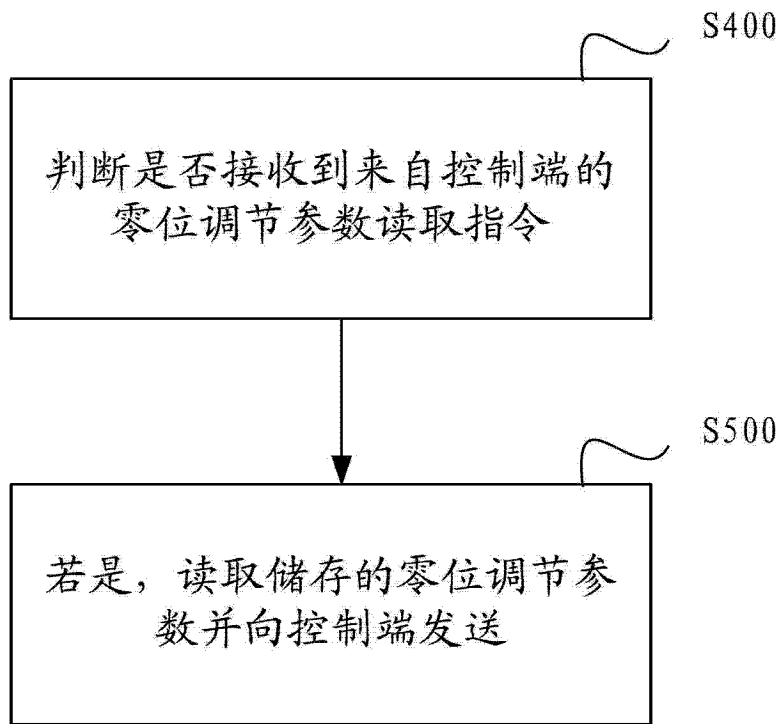 S400
判断是否接收到来自控制端的
零位调节参数读取指令
S500
若是，读取储存的零位调节参
数并向控制端发送